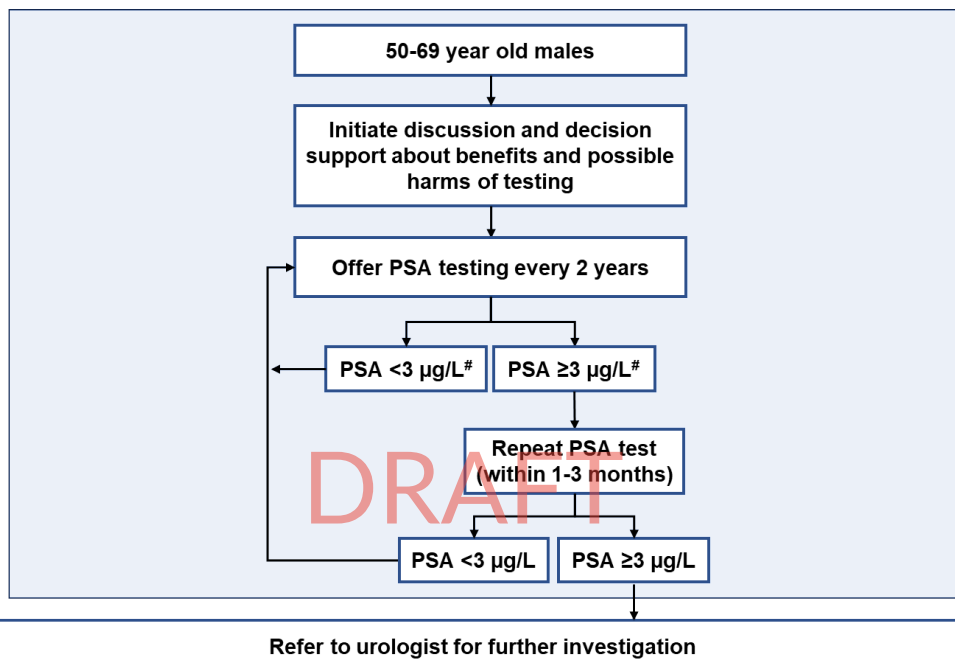 50-69 year old males
Initiate discussion and decision
support about benefits and possible
harms of testing
Offer PSA testing every 2 years
PSA <3 µg/L#
PSA ≥3 µg/L#
Repeat PSA test
(within 1-3 months)
DRAFT
PSA <3 µg/L
PSA ≥3 µg/L
Refer to urologist for further investigation